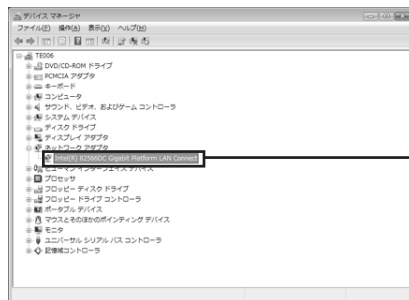 デバイス マネージャ
ファイル(F) 操作(A) 表示(V) ヘルプ(H)
TE006
DVD/CD-ROM ドライブ
PCMCIA アダプタ
キーボード
コンピュータ
サウンド、ビデオ、およびゲーム コントローラ
システム デバイス
ディスク ドライブ
ディスプレイ アダプタ
ネットワーク アダプタ
Intel(R) 82566DC Gigabit Platform LAN Connect
ヒューマン インターフェイス デバイス
プロセッサ
フロッピー ディスク ドライブ
フロッピー ドライブ コントローラ
ポータブル デバイス
マウスとそのほかのポインティング デバイス
モニタ
ユニバーサル シリアル バス コントローラ
記憶域コントローラ